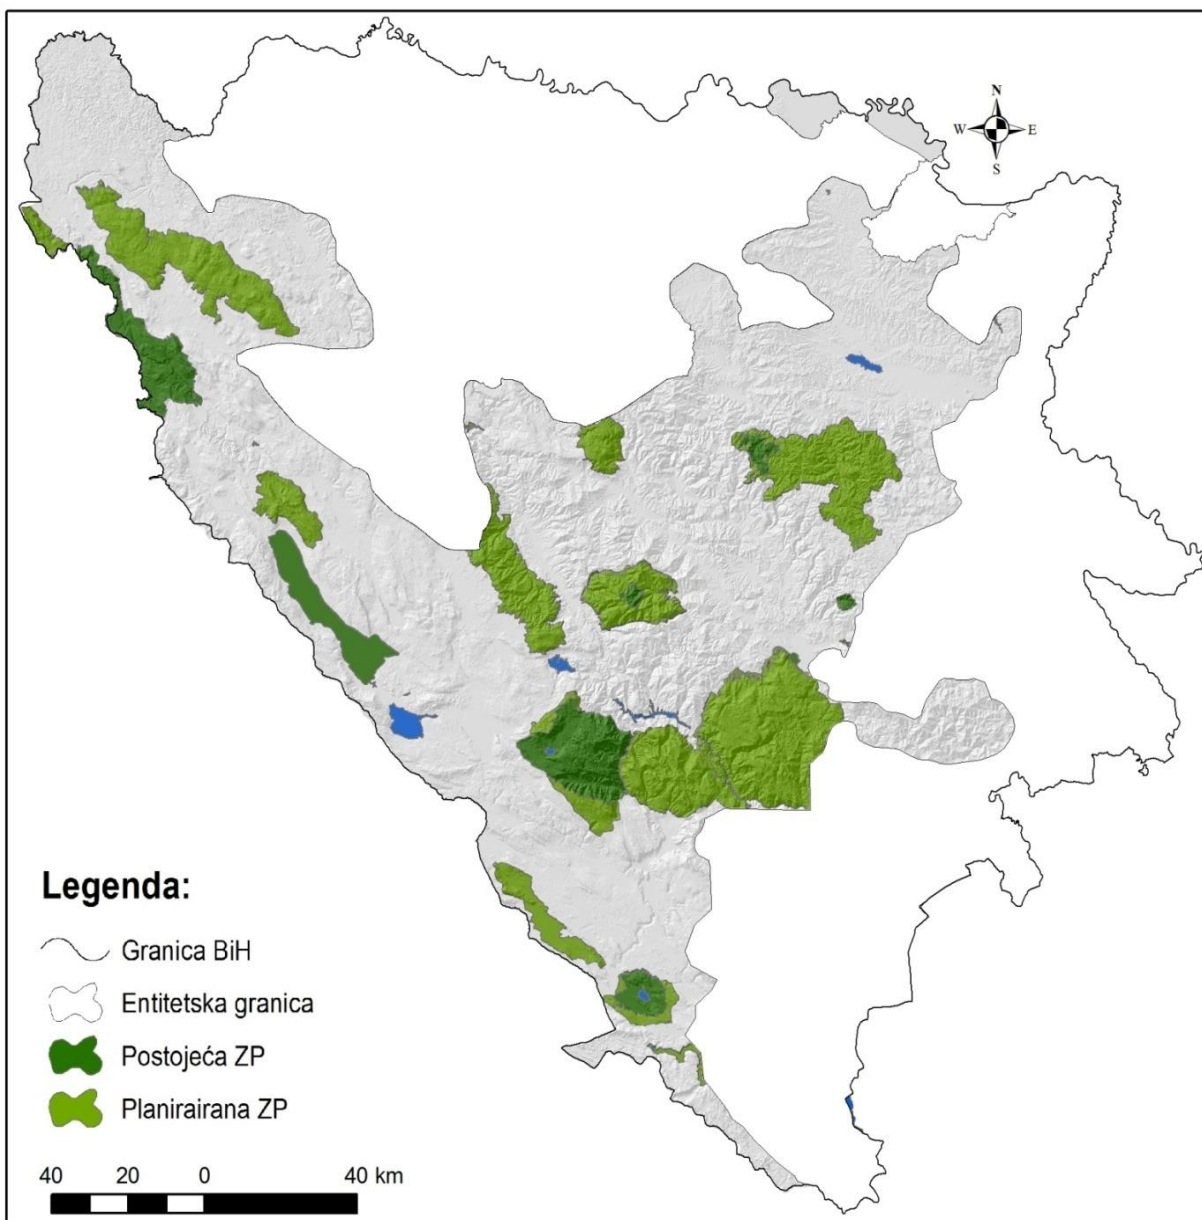 N
W E
S
Legenda:
Granica BiH
Entitetska granica
Postojeća ZP
Planirairana ZP
40 20 0 40 km